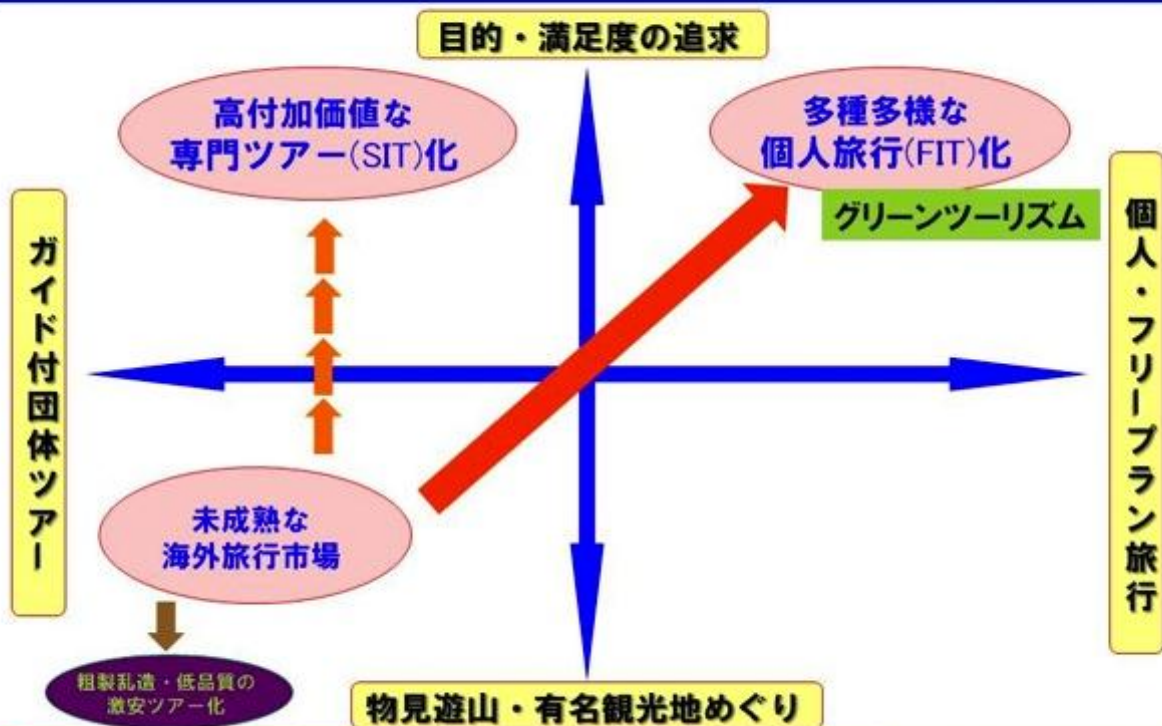 目的・満足度の追求
高付加価値な
専門ツアー(SIT)化
多種多様な
個人旅行(FIT)化
グリーンツーリズム
ガイド付団体ツアー
個人・フリープラン旅行
未成熟な
海外旅行市場
粗製乱造・低品質の
激安ツアー化
物見遊山・有名観光地めぐり